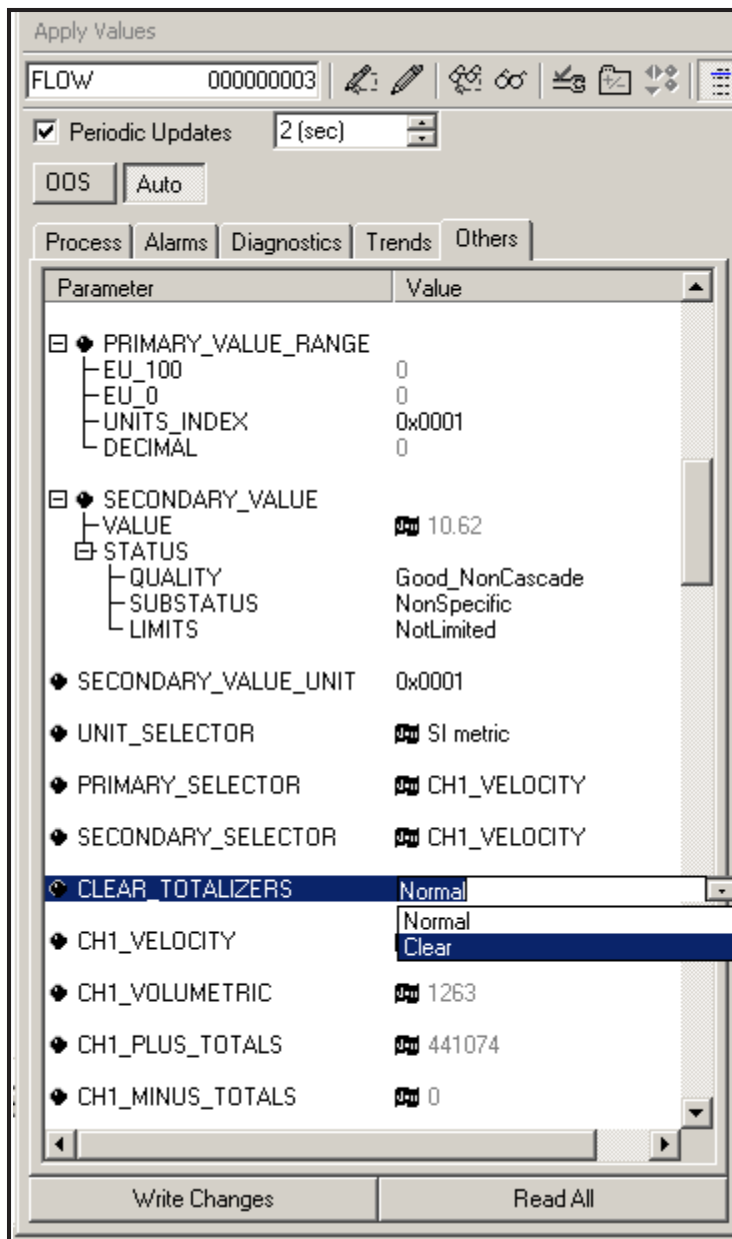 Apply Values
FLOW 000000003
Periodic Updates 2 (sec)
OOS Auto
Process Alarms Diagnostics Trends Others
Parameter Value
PRIMARY_VALUE_RANGE
EU_100 0
EU_0 0
UNITS_INDEX 0x0001
DECIMAL 0
SECONDARY_VALUE
VALUE 10.62
STATUS
QUALITY Good_NonCascade
SUBSTATUS NonSpecific
LIMITS NotLimited
SECONDARY_VALUE_UNIT 0x0001
UNIT_SELECTOR SI metric
PRIMARY_SELECTOR CH1_VELOCITY
SECONDARY_SELECTOR CH1_VELOCITY
CLEAR_TOTALIZERS Normal
Normal
CH1_VELOCITY Clear
CH1_VOLUMETRIC 1263
CH1_PLUS_TOTALS 441074
CH1_MINUS_TOTALS 0
Write Changes Read All